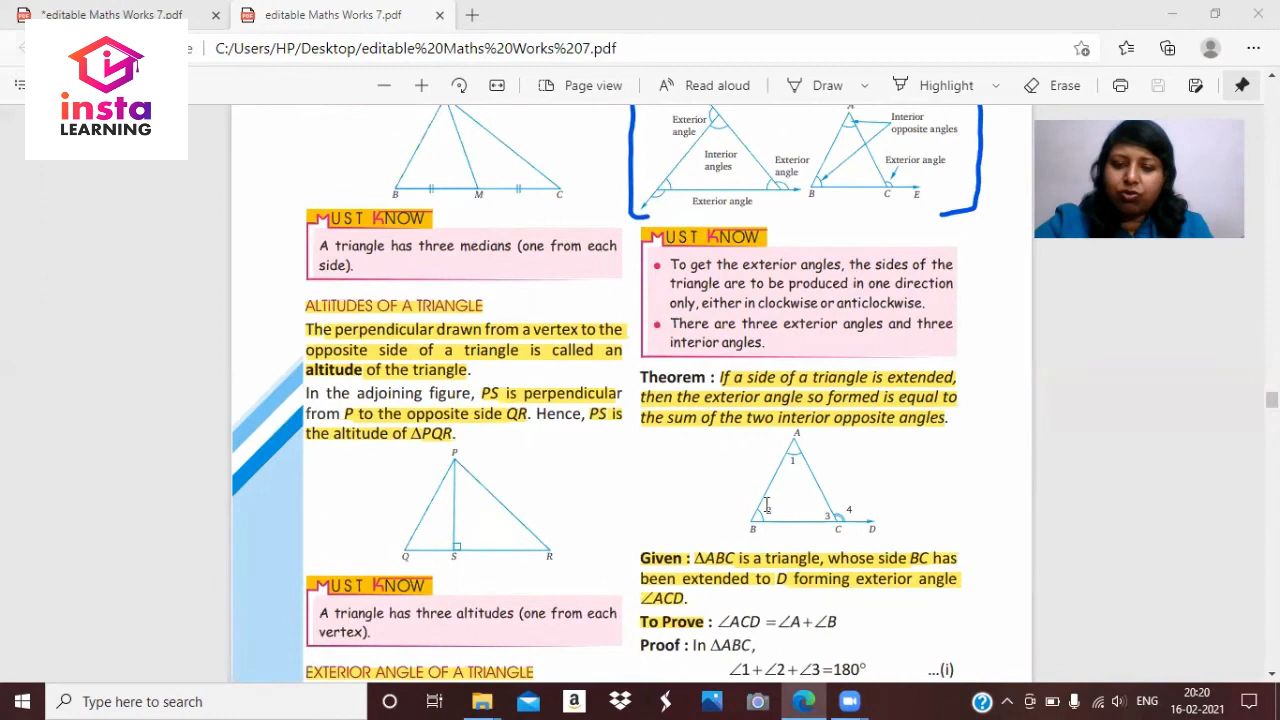 *editable Maths Works 7.pdf
editable Maths Works 7.pdf
C:/Users/HP/Desktop/editable%20Maths%20Works%207.pdf
Page view
Read aloud
Draw
Highlight
Erase
insta
LEARNING
B M C
MUST KNOW
A triangle has three medians (one from each
side).
ALTITUDES OF A TRIANGLE
The perpendicular drawn from a vertex to the
opposite side of a triangle is called an
altitude of the triangle.
In the adjoining figure, PS is perpendicular
from P to the opposite side QR. Hence, PS is
the altitude of ΔPQR.
P
Q S R
MUST KNOW
A triangle has three altitudes (one from each
vertex).
EXTERIOR ANGLE OF A TRIANGLE
Exterior
angle
Interior
angles
Exterior
angle
Exterior angle
A
Interior
opposite angles
Exterior angle
B C E
MUST KNOW
• To get the exterior angles, the sides of the
triangle are to be produced in one direction
only, either in clockwise or anticlockwise.
• There are three exterior angles and three
interior angles.
Theorem : If a side of a triangle is extended,
then the exterior angle so formed is equal to
the sum of the two interior opposite angles.
A
1
2 3 4
B C D
Given : ΔABC is a triangle, whose side BC has
been extended to D forming exterior angle
∠ACD.
To Prove : ∠ACD = ∠A + ∠B
Proof : In ΔABC,
∠1 + ∠2 + ∠3 = 180° ...(i)
Type here to search
ENG
20:20
16-02-2021